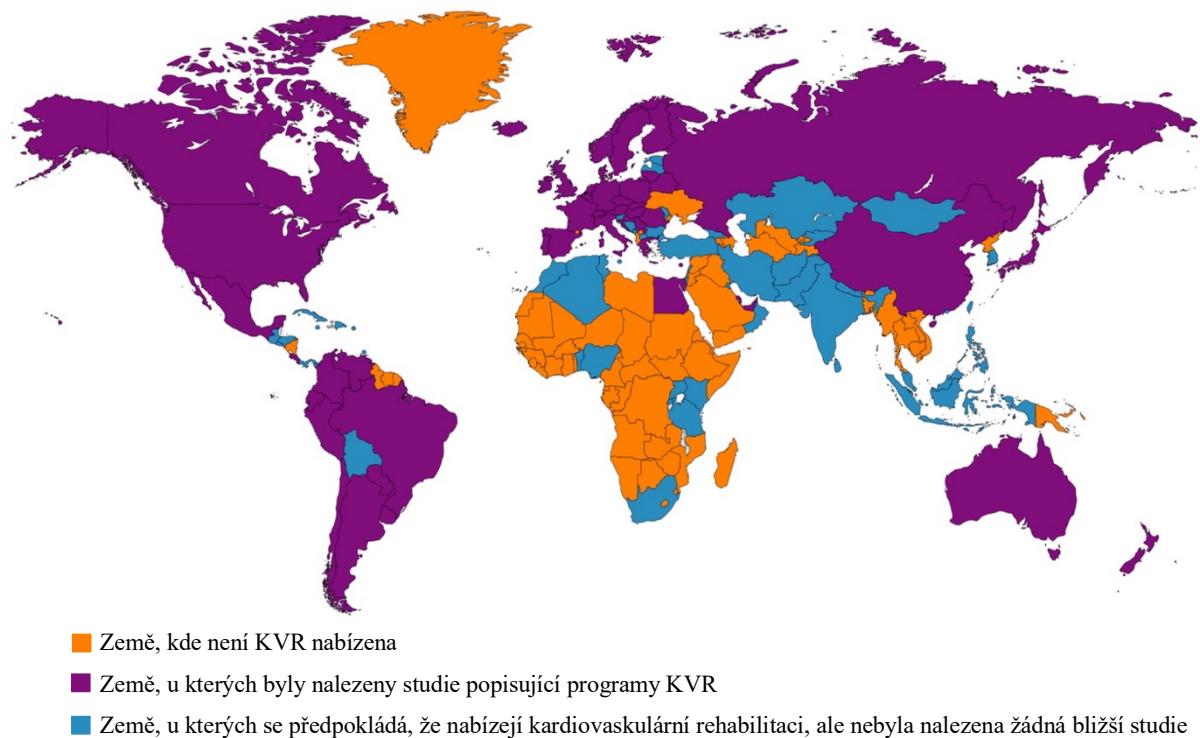 Země, kde není KVR nabízena
Země, u kterých byly nalezeny studie popisující programy KVR
Země, u kterých se předpokládá, že nabízejí kardiovaskulární rehabilitaci, ale nebyla nalezena žádná bližší studie